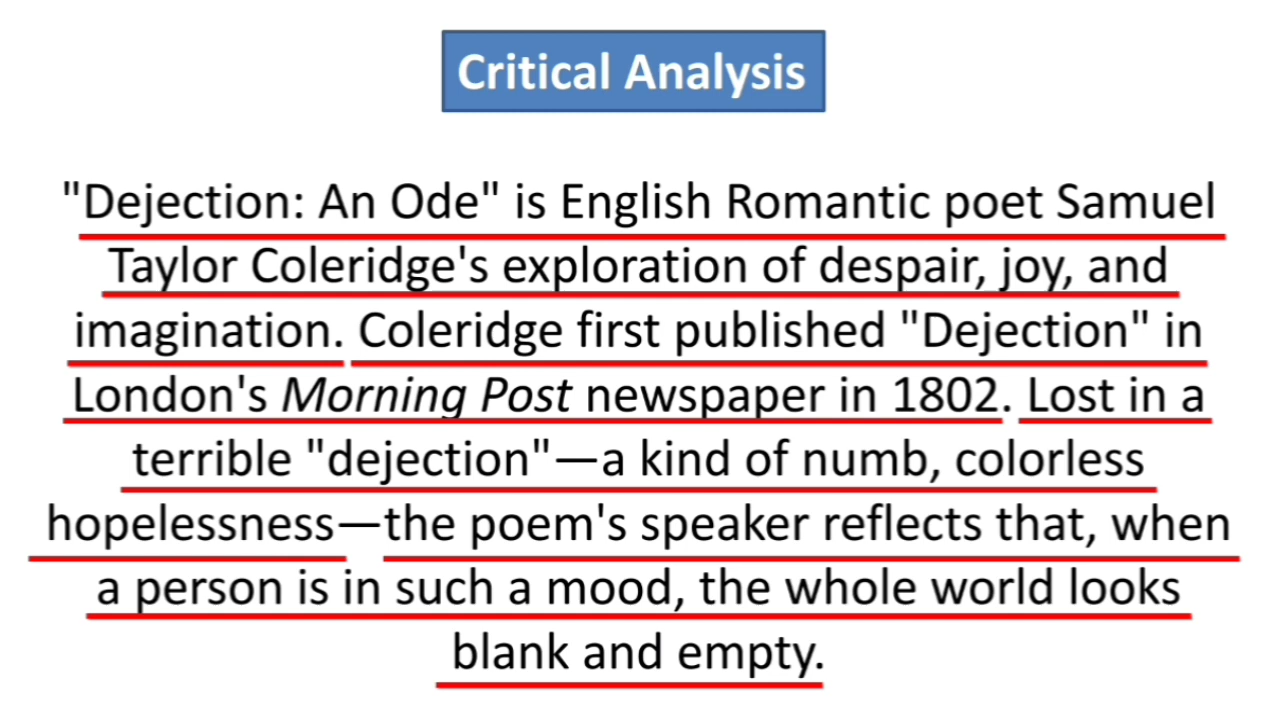 Critical Analysis
"Dejection: An Ode" is English Romantic poet Samuel
Taylor Coleridge's exploration of despair, joy, and
imagination. Coleridge first published "Dejection" in
London's Morning Post newspaper in 1802. Lost in a
terrible "dejection"—a kind of numb, colorless
hopelessness—the poem's speaker reflects that, when
a person is in such a mood, the whole world looks
blank and empty.